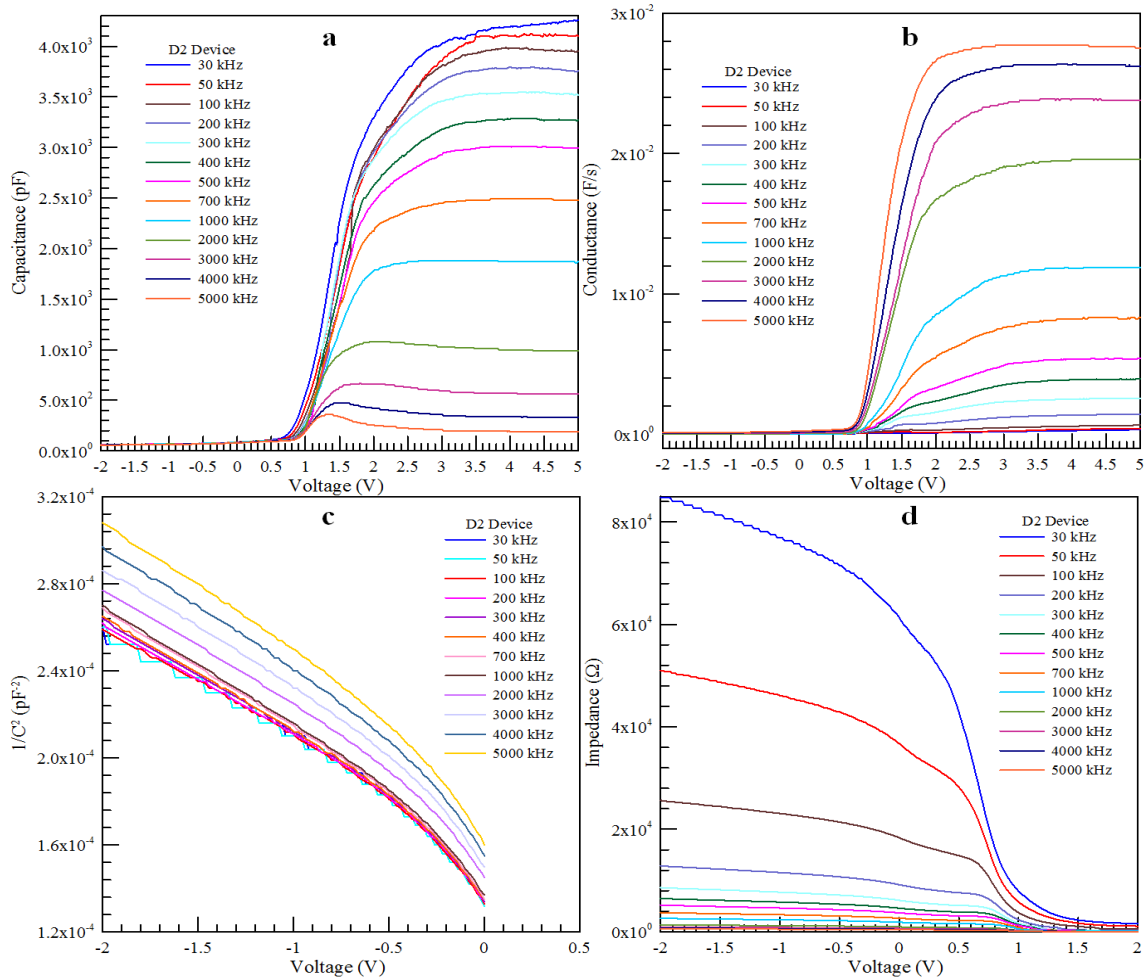 a
Capacitance (pF)
4.0x10³
3.5x10³
3.0x10³
2.5x10³
2.0x10³
1.5x10³
1.0x10³
5.0x10²
0.0x10⁰
D2 Device
30 kHz
50 kHz
100 kHz
200 kHz
300 kHz
400 kHz
500 kHz
700 kHz
1000 kHz
2000 kHz
3000 kHz
4000 kHz
5000 kHz
-2 -1.5 -1 -0.5 0 0.5 1 1.5 2 2.5 3 3.5 4 4.5 5
Voltage (V)
b
Conductance (F/s)
3x10⁻²
2x10⁻²
1x10⁻²
0x10⁰
D2 Device
30 kHz
50 kHz
100 kHz
200 kHz
300 kHz
400 kHz
500 kHz
700 kHz
1000 kHz
2000 kHz
3000 kHz
4000 kHz
5000 kHz
-2 -1.5 -1 -0.5 0 0.5 1 1.5 2 2.5 3 3.5 4 4.5 5
Voltage (V)
c
1/C² (pF⁻²)
3.2x10⁻⁴
2.8x10⁻⁴
2.4x10⁻⁴
2.0x10⁻⁴
1.6x10⁻⁴
1.2x10⁻⁴
D2 Device
30 kHz
50 kHz
100 kHz
200 kHz
300 kHz
400 kHz
700 kHz
1000 kHz
2000 kHz
3000 kHz
4000 kHz
5000 kHz
-2 -1.5 -1 -0.5 0 0.5
Voltage (V)
d
Impedance (Ω)
8x10⁴
6x10⁴
4x10⁴
2x10⁴
0x10⁰
D2 Device
30 kHz
50 kHz
100 kHz
200 kHz
300 kHz
400 kHz
500 kHz
700 kHz
1000 kHz
2000 kHz
3000 kHz
4000 kHz
5000 kHz
-2 -1.5 -1 -0.5 0 0.5 1 1.5 2
Voltage (V)